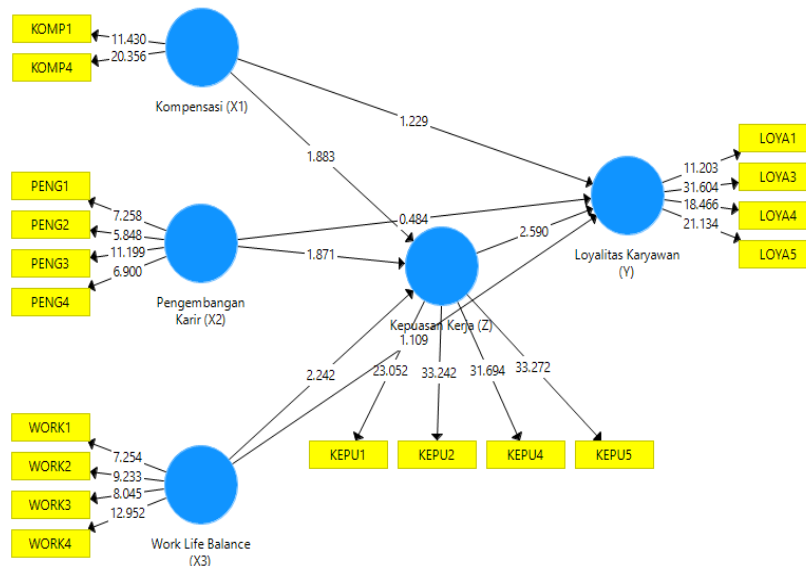 KOMP1
11.430
20.356
KOMP4
Kompensasi (X1)
1.229
1.883
LOYA1
11.203
LOYA3
31.604
18.466
LOYA4
21.134
LOYA5
Loyalitas Karyawan
(Y)
PENG1
7.258
PENG2
5.848
PENG3
11.199
6.900
PENG4
Pengembangan
Karir (X2)
0.484
1.871
2.590
Kepuasan Kerja (Z)
1.109
2.242
23.052
33.242
31.694
33.272
KEPU1
KEPU2
KEPU4
KEPU5
WORK1
7.254
WORK2
9.233
WORK3
8.045
12.952
WORK4
Work Life Balance
(X3)